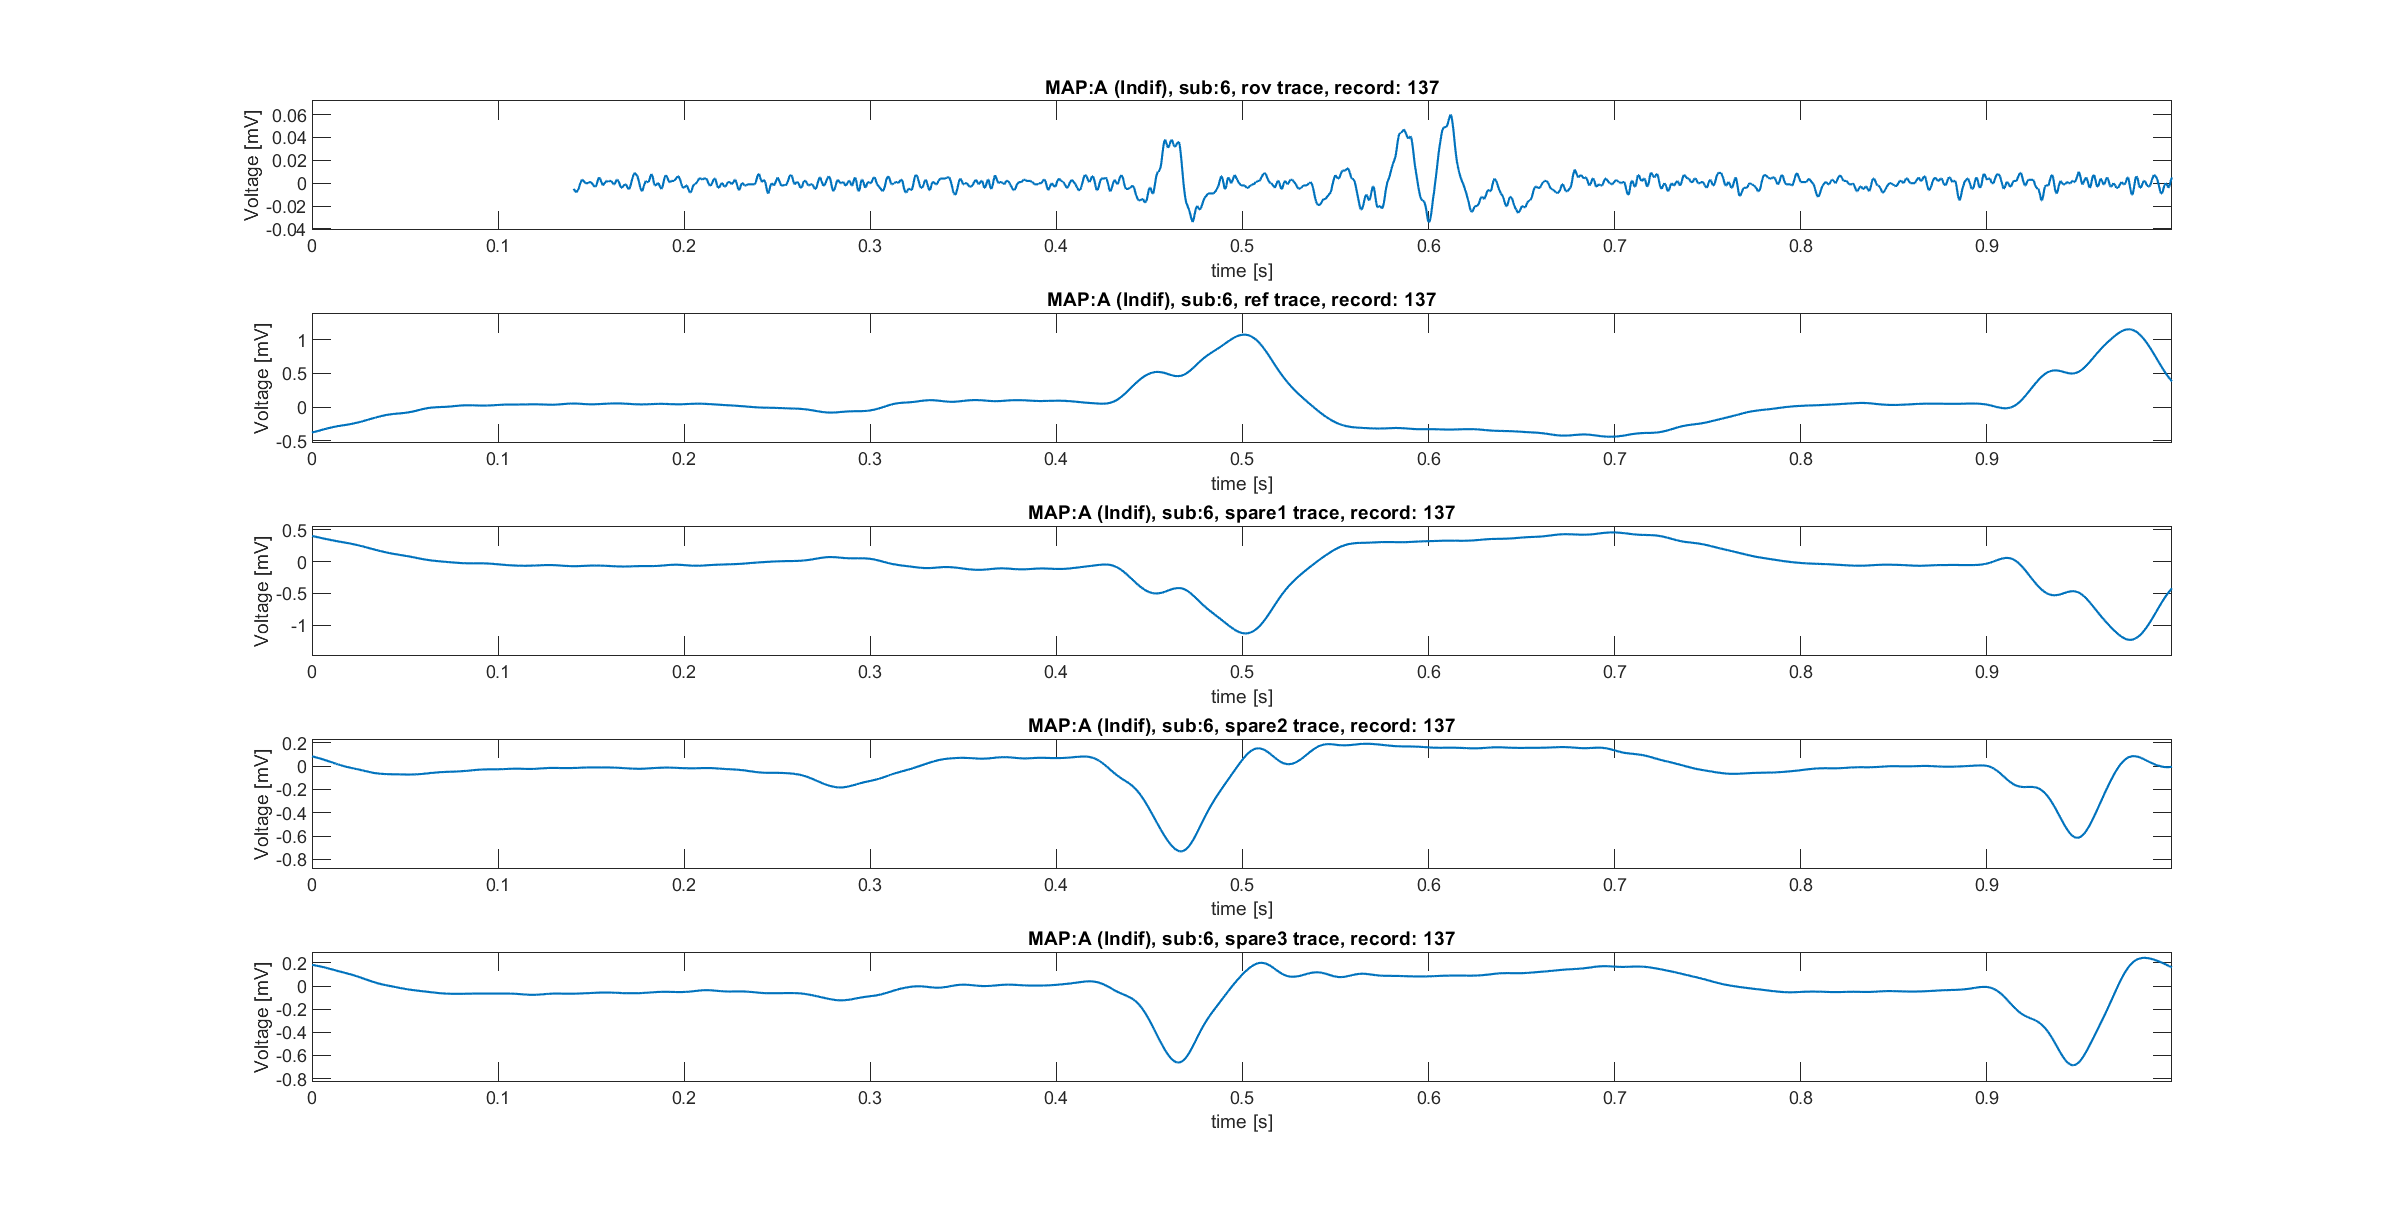 MAP:A (Indif), sub:6, rov trace, record: 137
Voltage [mV]
0.06
0.04
0.02
0
-0.02
-0.04
0 0.1 0.2 0.3 0.4 0.5 0.6 0.7 0.8 0.9
time [s]
MAP:A (Indif), sub:6, ref trace, record: 137
Voltage [mV]
1
0.5
0
-0.5
0 0.1 0.2 0.3 0.4 0.5 0.6 0.7 0.8 0.9
time [s]
MAP:A (Indif), sub:6, spare1 trace, record: 137
Voltage [mV]
0.5
0
-0.5
-1
0 0.1 0.2 0.3 0.4 0.5 0.6 0.7 0.8 0.9
time [s]
MAP:A (Indif), sub:6, spare2 trace, record: 137
Voltage [mV]
0.2
0
-0.2
-0.4
-0.6
-0.8
0 0.1 0.2 0.3 0.4 0.5 0.6 0.7 0.8 0.9
time [s]
MAP:A (Indif), sub:6, spare3 trace, record: 137
Voltage [mV]
0.2
0
-0.2
-0.4
-0.6
-0.8
0 0.1 0.2 0.3 0.4 0.5 0.6 0.7 0.8 0.9
time [s]